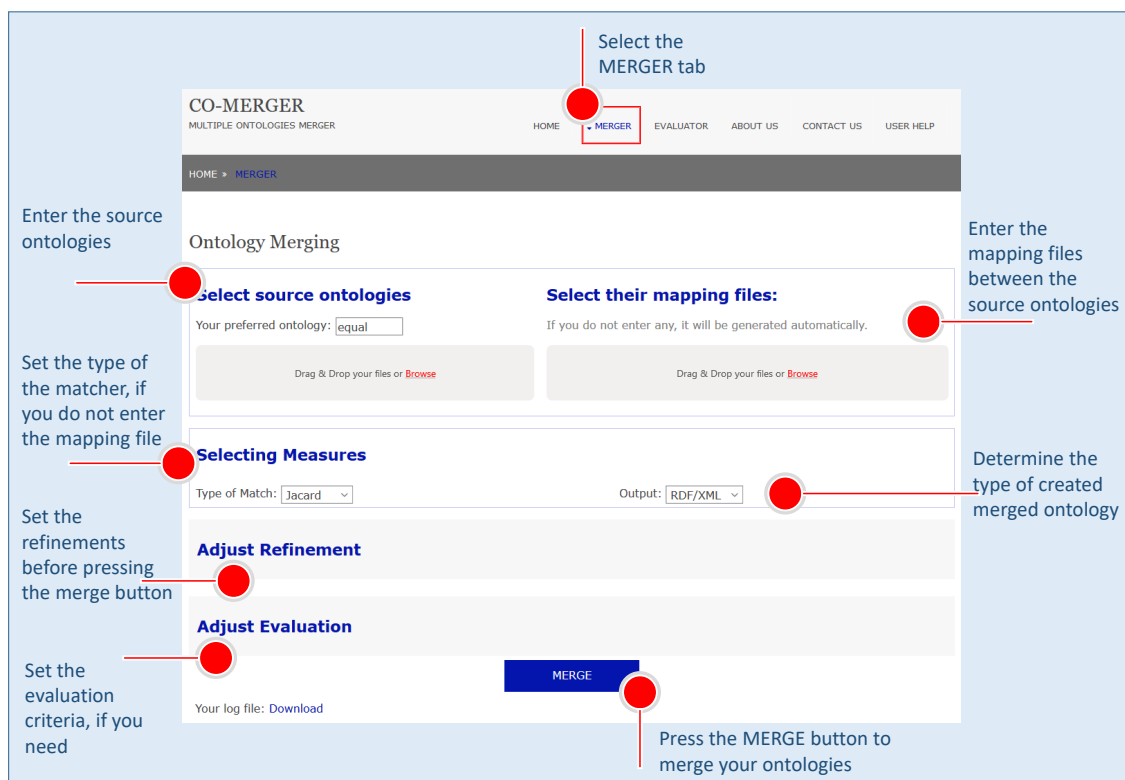 Select the
MERGER tab
CO-MERGER
MULTIPLE ONTOLOGIES MERGER
HOME MERGER EVALUATOR ABOUT US CONTACT US USER HELP
HOME » MERGER
Enter the source
ontologies
Ontology Merging
Enter the
mapping files
between the
source ontologies
Select source ontologies
Your preferred ontology: equal
Drag & Drop your files or Browse
Select their mapping files:
If you do not enter any, it will be generated automatically.
Drag & Drop your files or Browse
Set the type of
the matcher, if
you do not enter
the mapping file
Selecting Measures
Type of Match: Jacard
Output: RDF/XML
Determine the
type of created
merged ontology
Set the
refinements
before pressing
the merge button
Adjust Refinement
Adjust Evaluation
Set the
evaluation
criteria, if you
need
MERGE
Your log file: Download
Press the MERGE button to
merge your ontologies